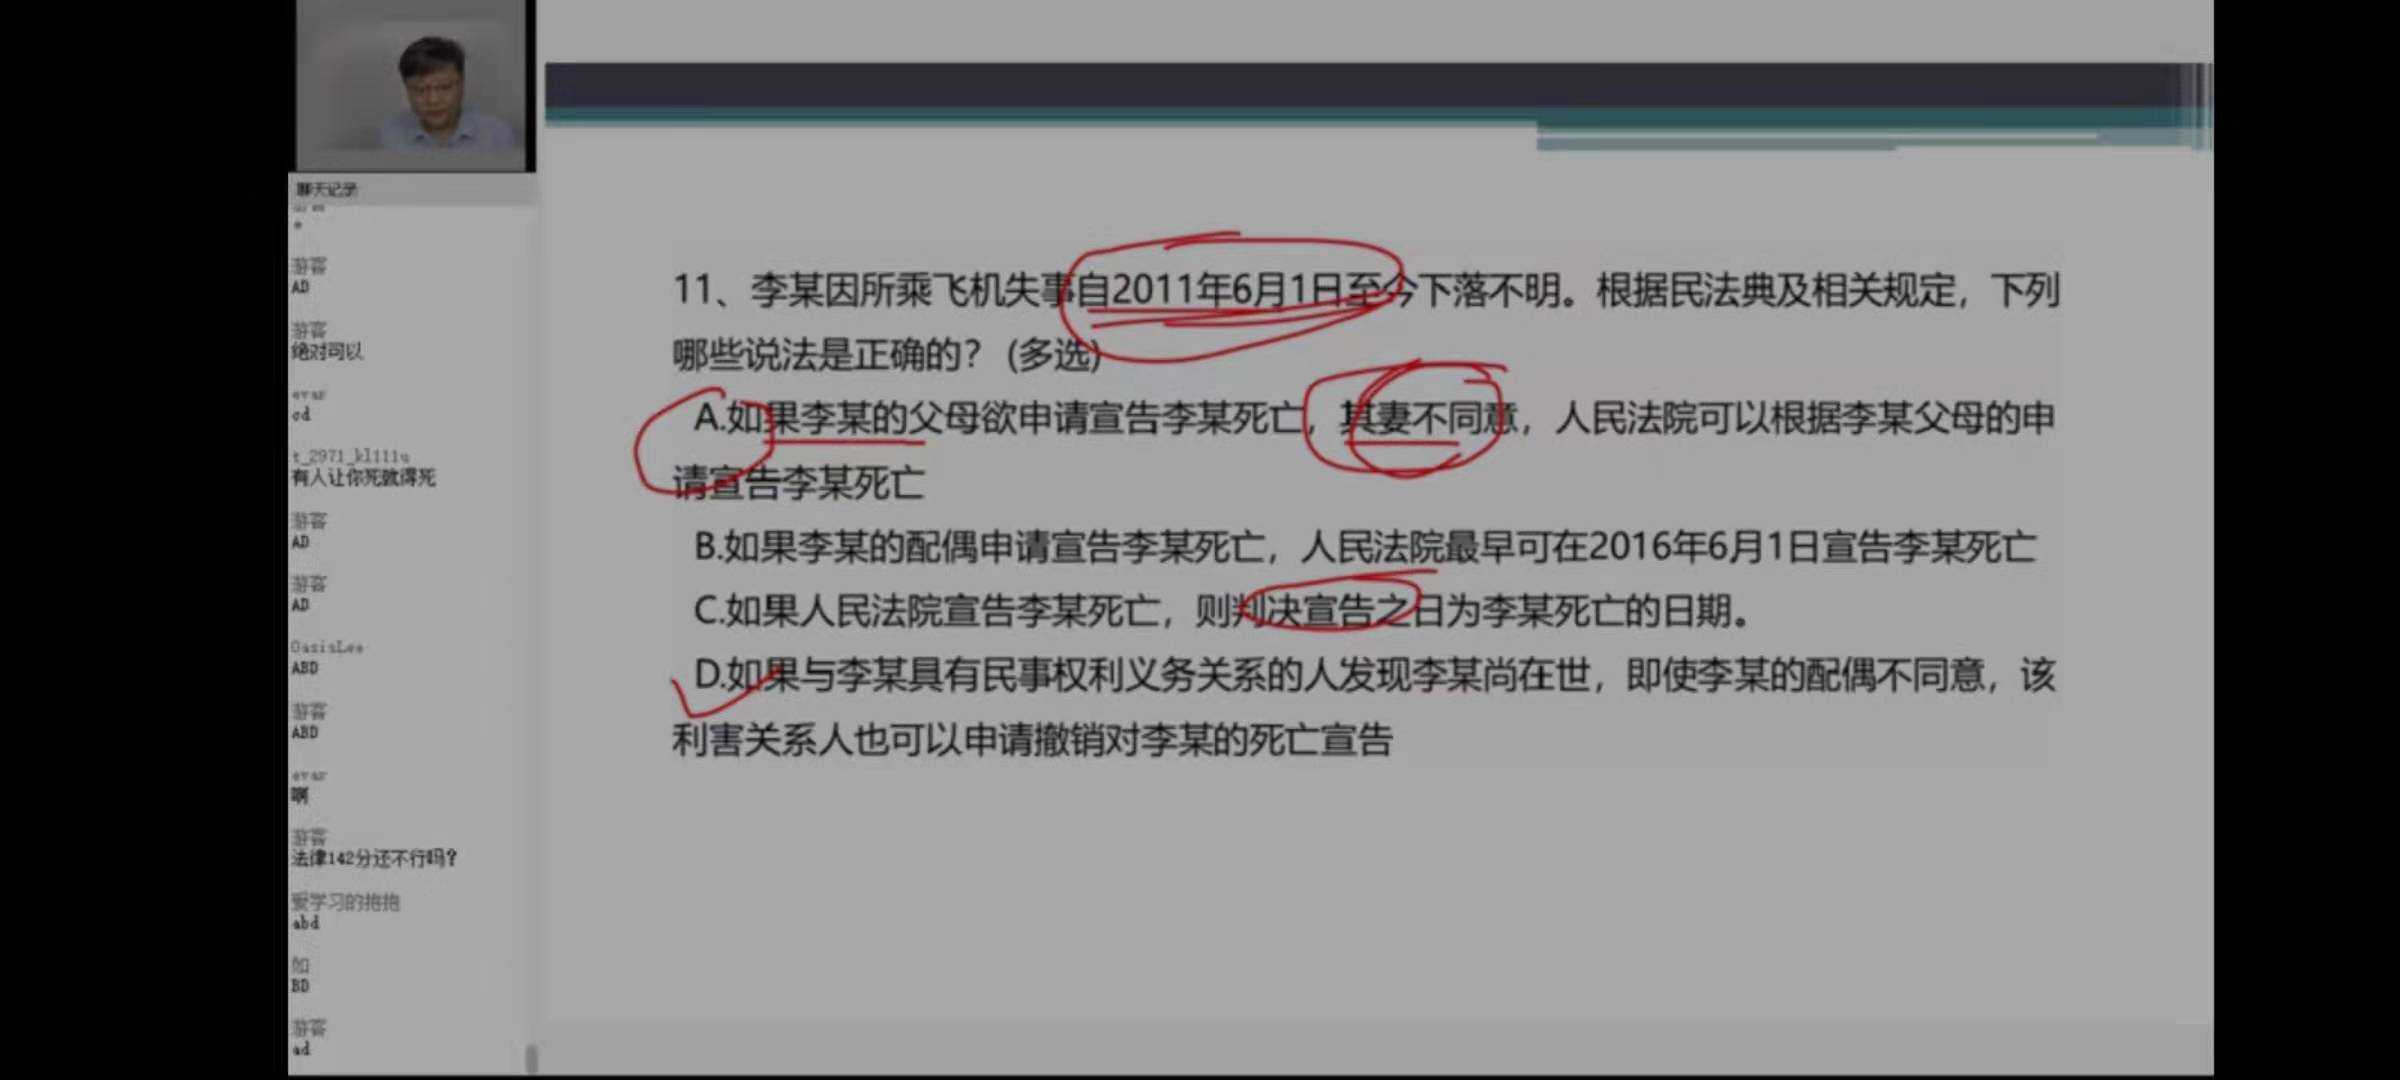 聊天记录
游客
AD
游客
绝对可以
evar
cd
t_2971_kl111u
有人让你死就得死
游客
AD
游客
AD
OasisLee
ABD
游客
ABD
evar
啊
游客
法律142分还不行吗？
爱学习的抱抱
abd
如
BD
游客
ad
11、李某因所乘飞机失事自2011年6月1日至今下落不明。根据民法典及相关规定，下列
哪些说法是正确的？ (多选)
A.如果李某的父母欲申请宣告李某死亡，其妻不同意，人民法院可以根据李某父母的申
请宣告李某死亡
B.如果李某的配偶申请宣告李某死亡，人民法院最早可在2016年6月1日宣告李某死亡
C.如果人民法院宣告李某死亡，则判决宣告之日为李某死亡的日期。
D.如果与李某具有民事权利义务关系的人发现李某尚在世，即使李某的配偶不同意，该
利害关系人也可以申请撤销对李某的死亡宣告